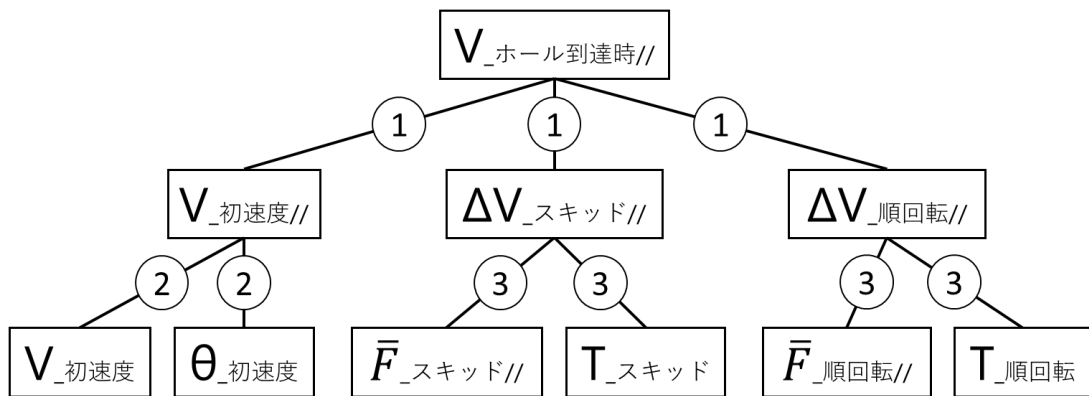 V_ホール到達時//
1 1 1
V_初速度// ΔV_スキッド// ΔV_順回転//
2 2 3 3 3 3
V_初速度 θ_初速度 F̄_スキッド// T_スキッド F̄_順回転// T_順回転